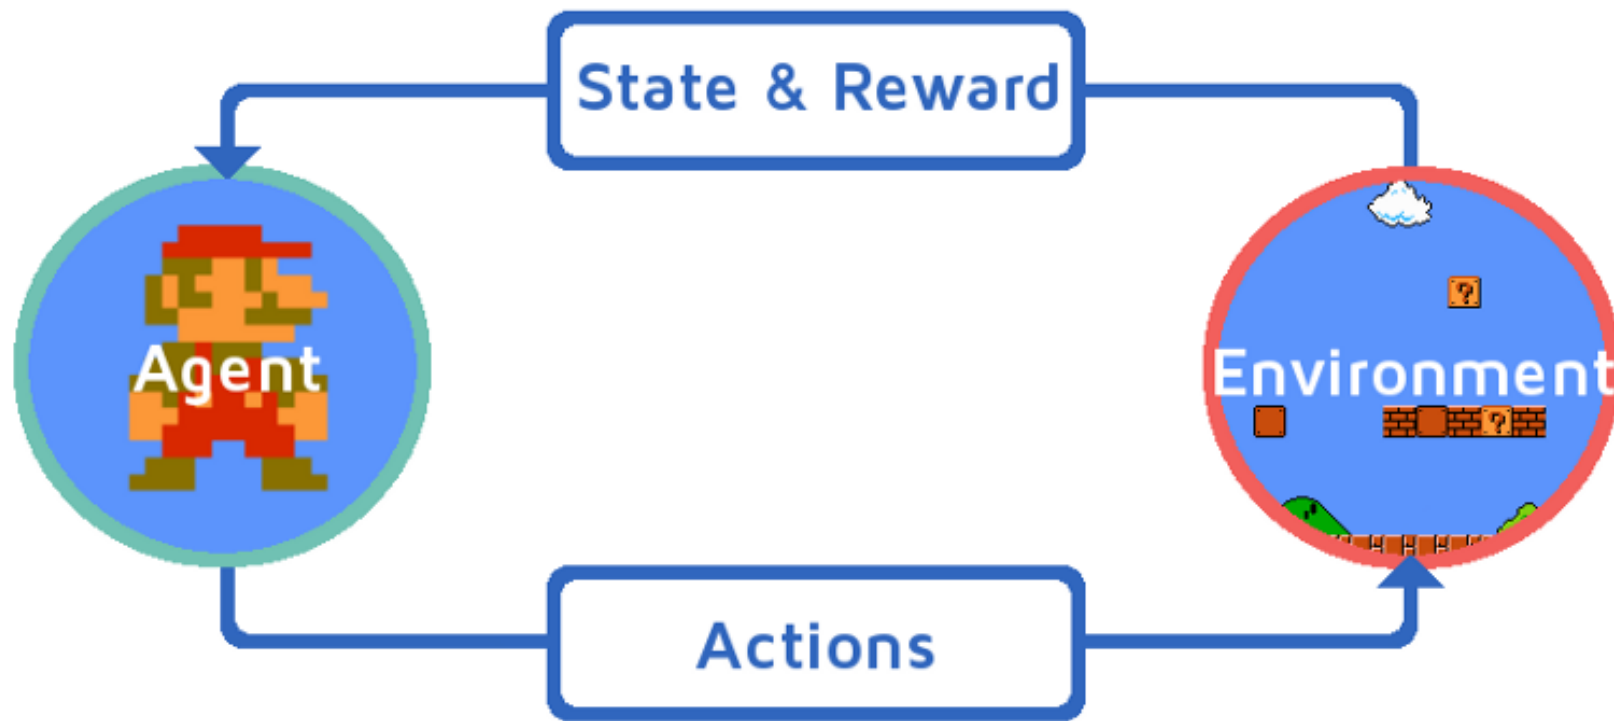 State & Reward
Agent
Environment
?
?
Actions